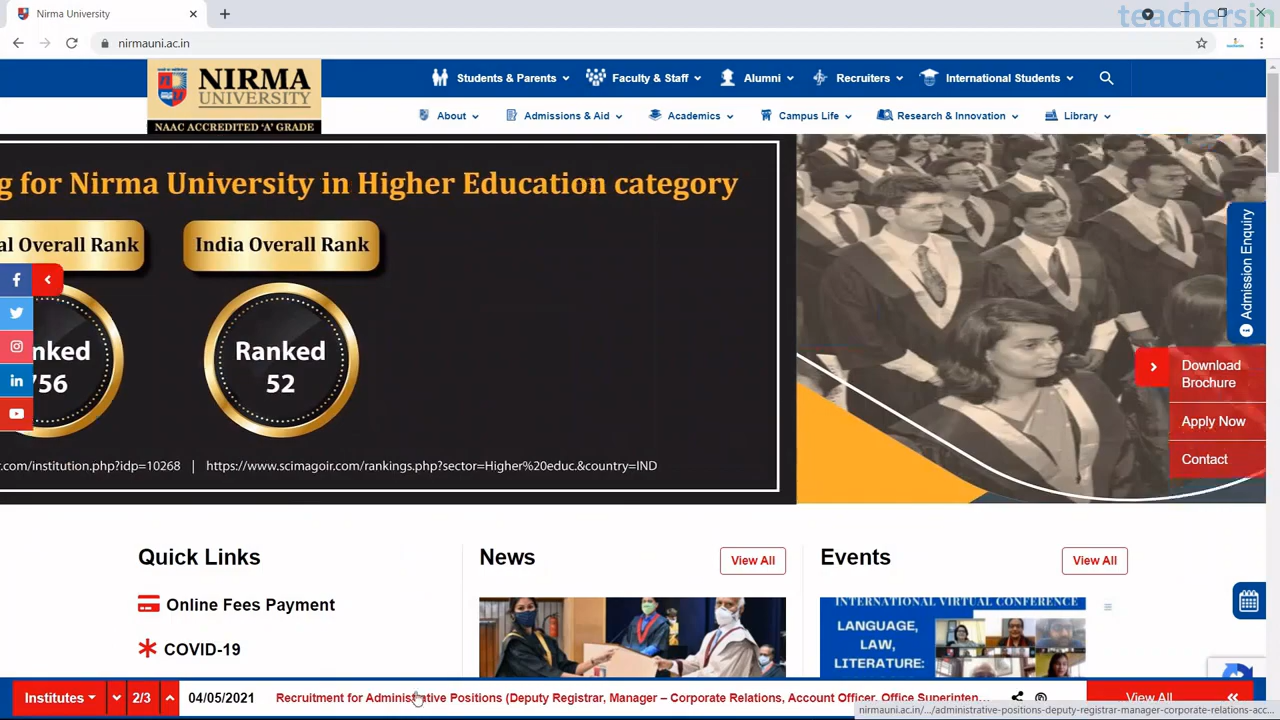 teachersin
Nirma University
nirmauni.ac.in
NIRMA
UNIVERSITY
NAAC ACCREDITED 'A' GRADE
Students & Parents
Faculty & Staff
Alumni
Recruiters
International Students
About
Admissions & Aid
Academics
Campus Life
Research & Innovation
Library
g for Nirma University in Higher Education category
al Overall Rank
India Overall Rank
nked
756
Ranked
52
r.com/institution.php?idp=10268 | https://www.scimagoir.com/rankings.php?sector=Higher%20educ.&country=IND
Admission Enquiry
Download
Brochure
Apply Now
Contact
Quick Links
Online Fees Payment
COVID-19
News
View All
Events
View All
INTERNATIONAL VIRTUAL CONFERENCE
LANGUAGE,
LAW,
LITERATURE:
Institutes
2/3
04/05/2021
Recruitment for Administrative Positions (Deputy Registrar, Manager – Corporate Relations, Account Officer, Office Superinten...
View All
nirmauni.ac.in/.../administrative-positions-deputy-registrar-manager-corporate-relations-acc...